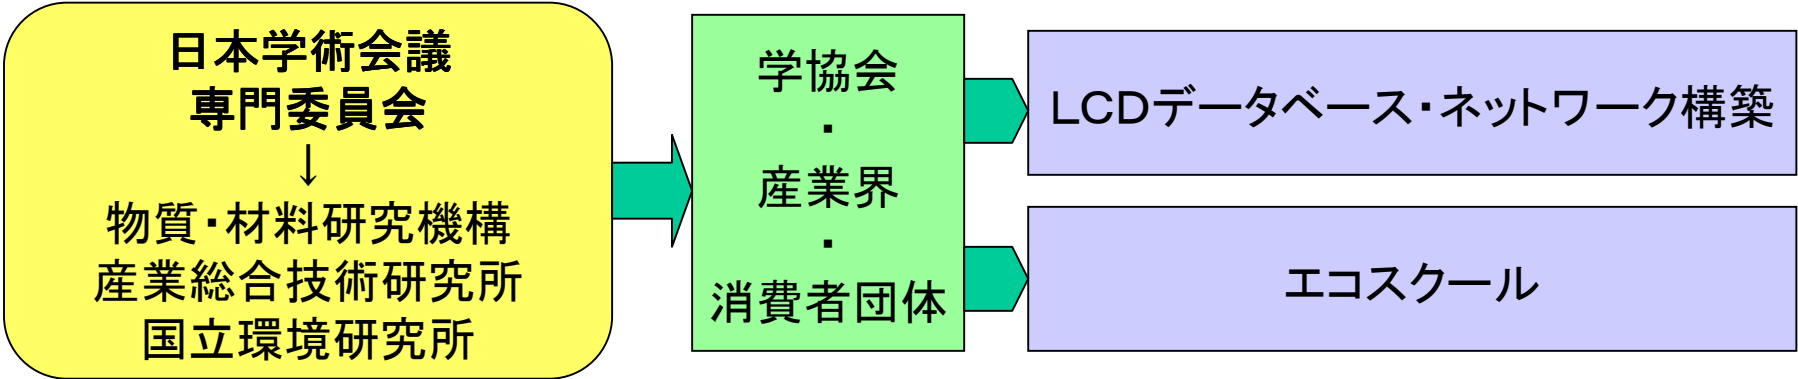 日本学術会議
専門委員会
↓
物質・材料研究機構
産業総合技術研究所
国立環境研究所
学協会
・
産業界
・
消費者団体
LCDデータベース・ネットワーク構築
エコスクール